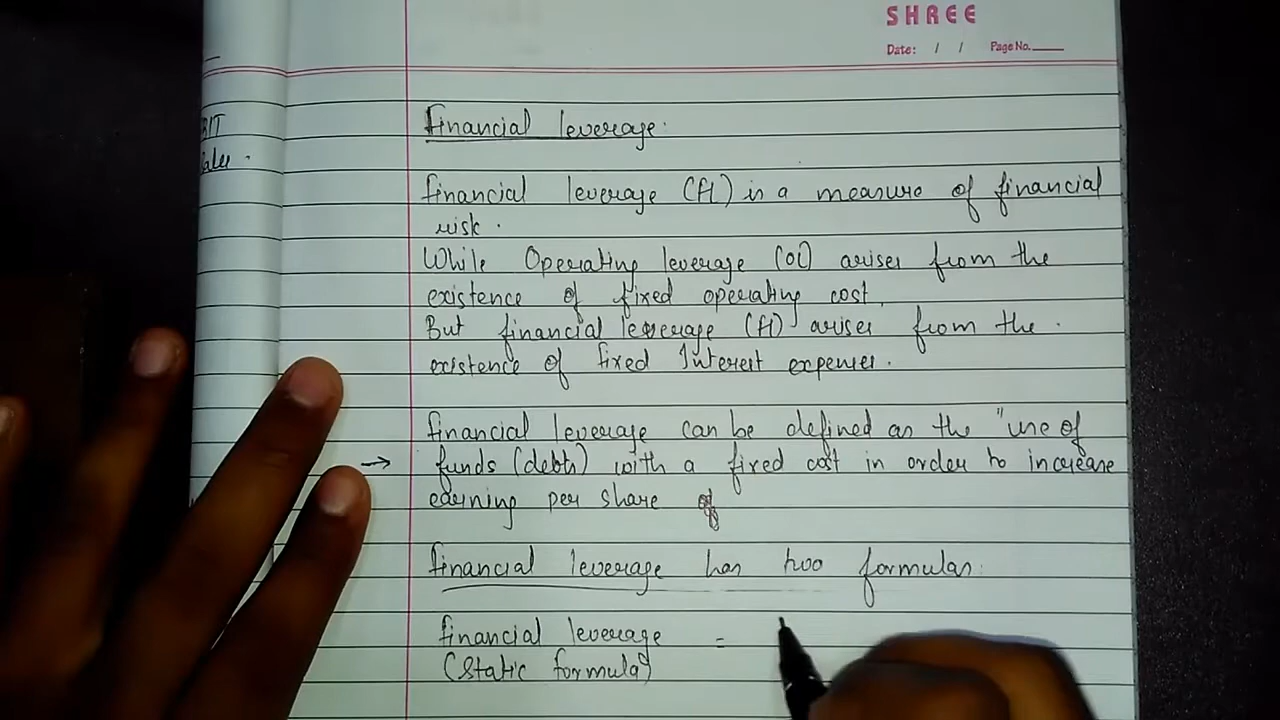 SHREE
Date: / / Page No.
BIT
Financial leverage:
financial leverage (fl) is a measure of financial
risk.
While Operating leverage (Ol) arises from the
existence of fixed operating cost.
But financial leverage (fl) arises from the
existence of fixed Interest expenses.
financial leverage can be defined as the "use of
→ funds (debts) with a fixed cost in order to increase
earning per share of
financial leverage has two formulas:
financial leverage =
(Static formula)